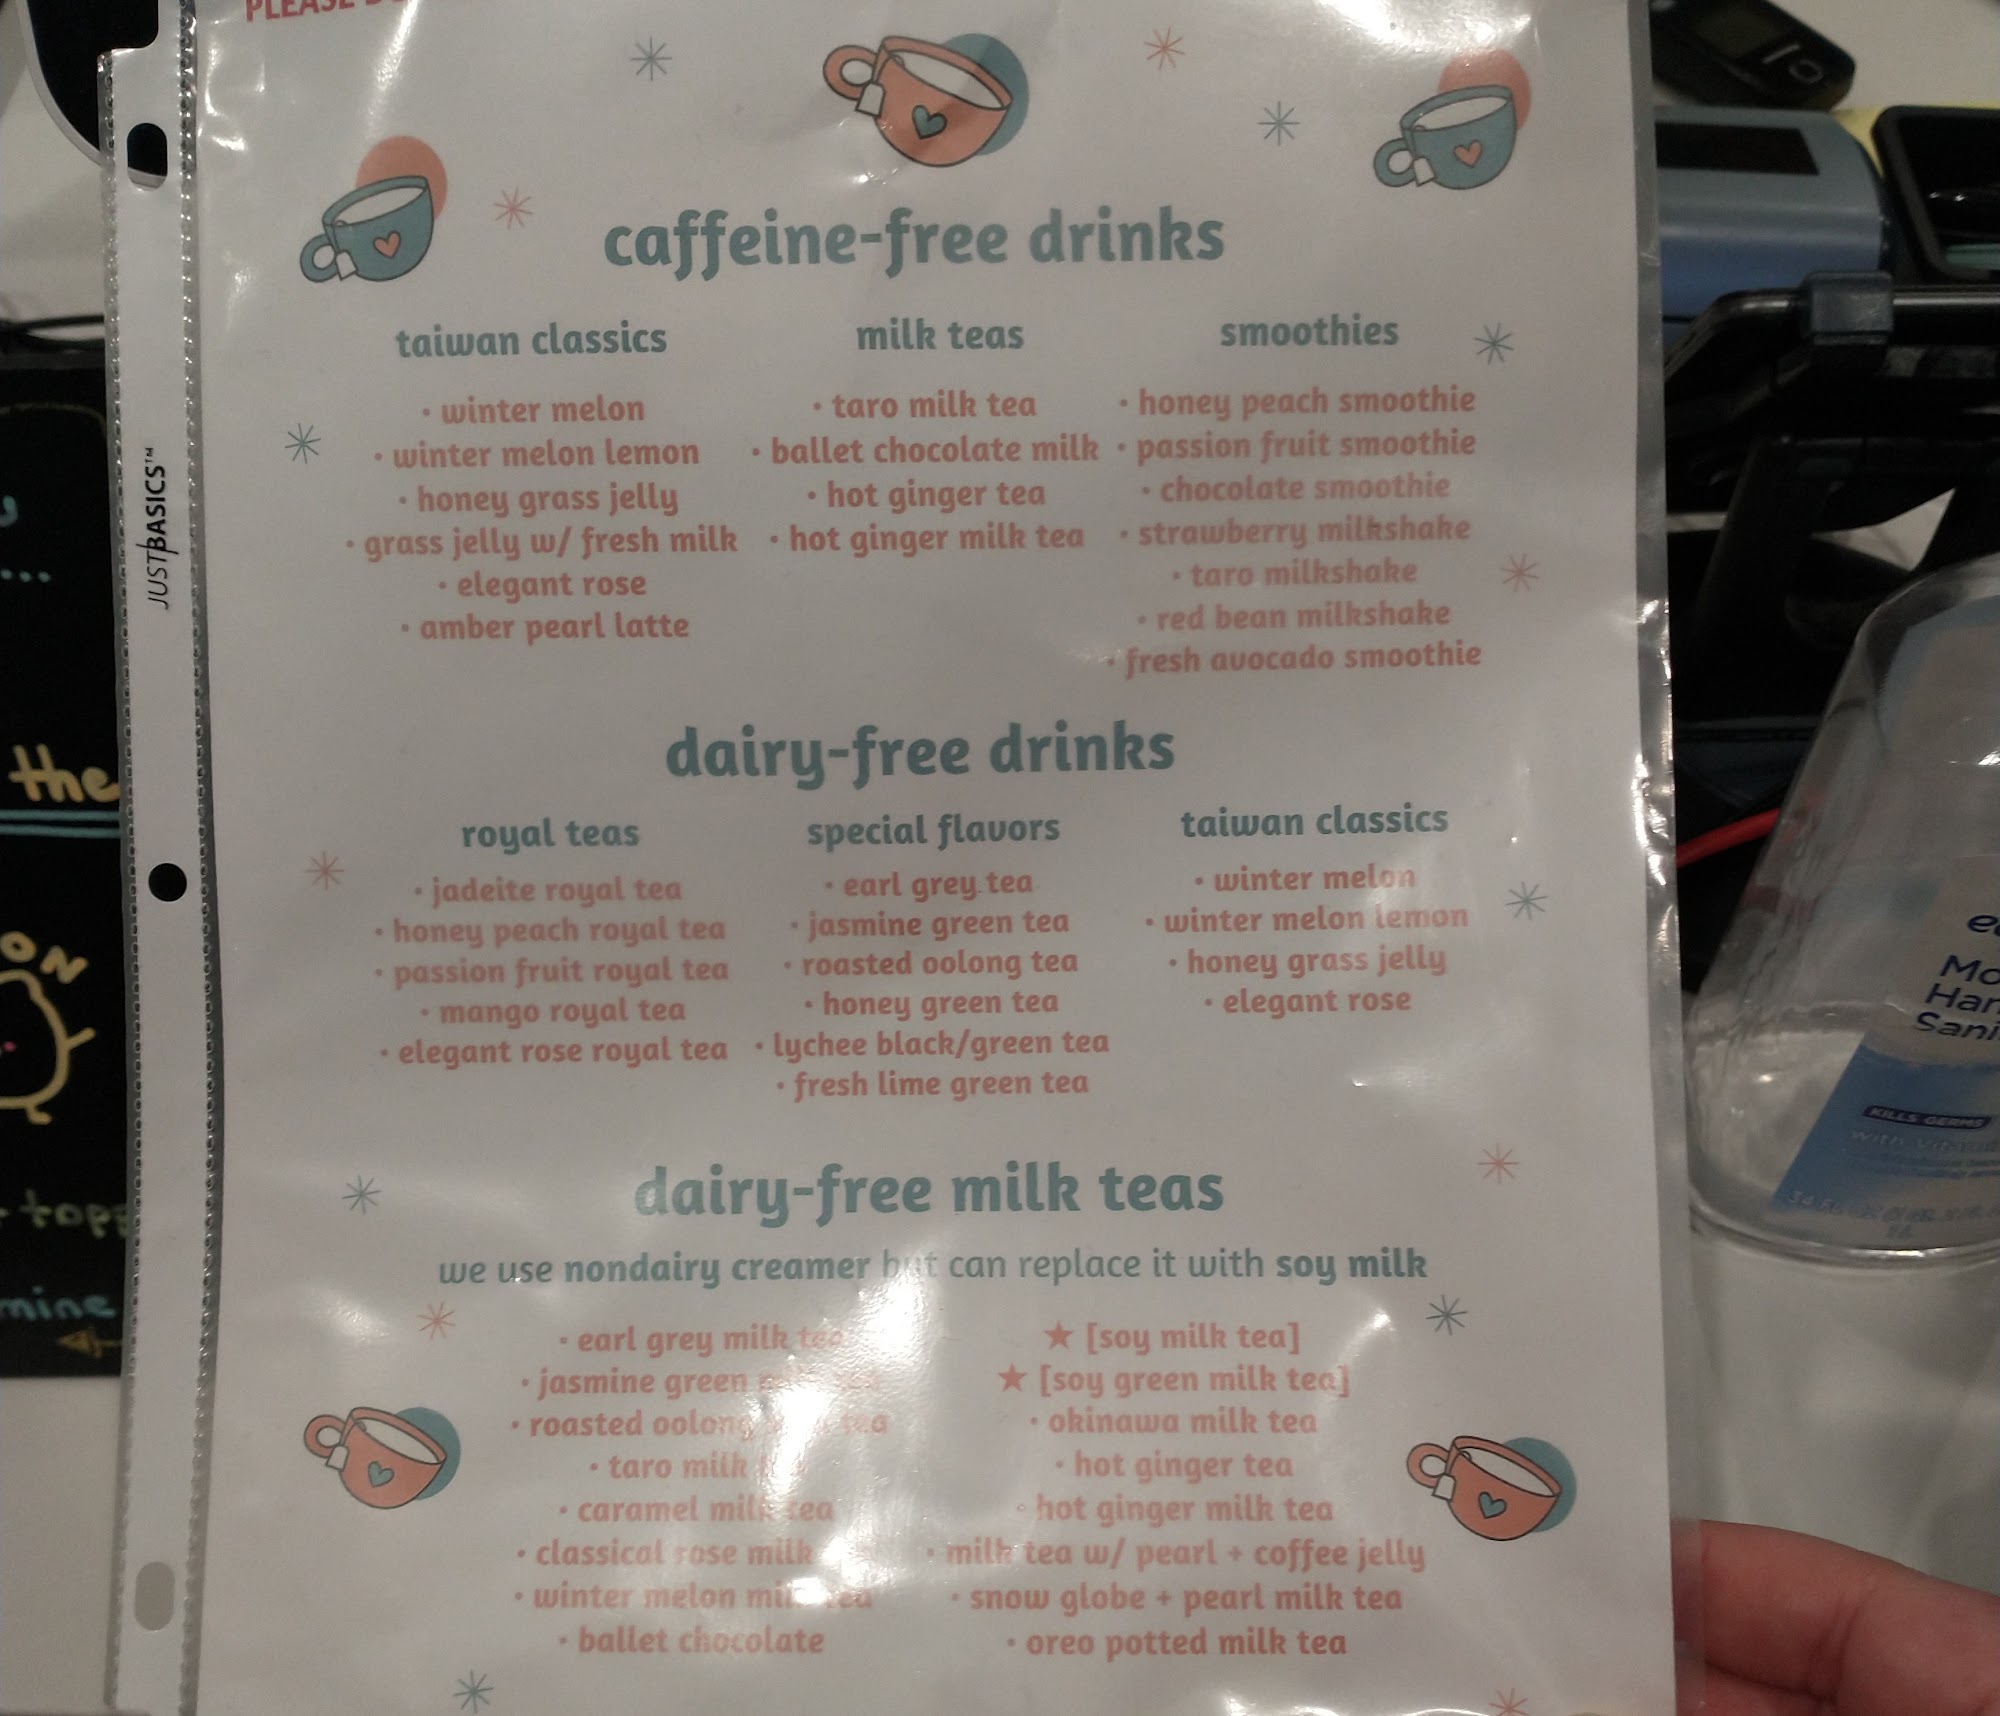 PLEASE
caffeine-free drinks
taiwan classics
• winter melon
• winter melon lemon
• honey grass jelly
• grass jelly w/ fresh milk
• elegant rose
• amber pearl latte
milk teas
• taro milk tea
• ballet chocolate milk
• hot ginger tea
• hot ginger milk tea
smoothies
• honey peach smoothie
• passion fruit smoothie
• chocolate smoothie
• strawberry milkshake
• taro milkshake
• red bean milkshake
• fresh avocado smoothie
dairy-free drinks
royal teas
• jadeite royal tea
• honey peach royal tea
• passion fruit royal tea
• mango royal tea
• elegant rose royal tea
special flavors
• earl grey tea
• jasmine green tea
• roasted oolong tea
• honey green tea
• lychee black/green tea
• fresh lime green tea
taiwan classics
• winter melon
• winter melon lemon
• honey grass jelly
• elegant rose
dairy-free milk teas
we use nondairy creamer but can replace it with soy milk
• earl grey milk tea
• jasmine green
• roasted oolong tea
• taro milk
• caramel milk tea
• classical rose milk
• winter melon milk tea
• ballet chocolate
★ [soy milk tea]
★ [soy green milk tea]
• okinawa milk tea
• hot ginger tea
• hot ginger milk tea
• milk tea w/ pearl + coffee jelly
• snow globe + pearl milk tea
• oreo potted milk tea
JUSTBASICS™
the
KILLS GERMS